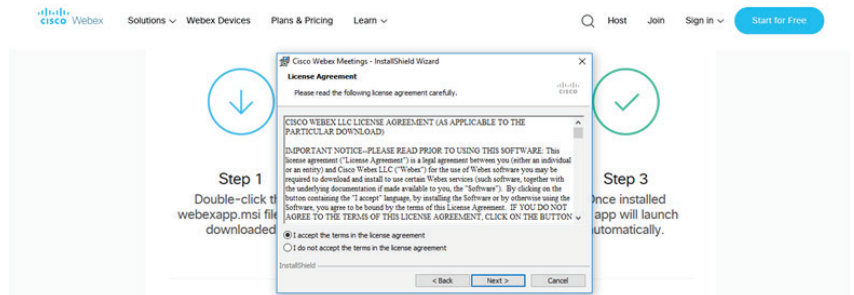 CISCO Webex Solutions Webex Devices Plans & Pricing Learn Host Join Sign in Start for Free
Cisco Webex Meetings - InstallShield Wizard
License Agreement
Please read the following license agreement carefully.
CISCO
CISCO WEBEX LLC LICENSE AGREEMENT (AS APPLICABLE TO THE
PARTICULAR DOWNLOAD)
IMPORTANT NOTICE--PLEASE READ PRIOR TO USING THIS SOFTWARE: This
license agreement ("License Agreement") is a legal agreement between you (either an individual
or an entity) and Cisco Webex LLC ("Webex") for the use of Webex software you may be
required to download and install to use certain Webex services (such software, together with
the underlying documentation if made available to you, the "Software"). By clicking on the
button containing the "I accept" language, by installing the Software or by otherwise using the
Software, you agree to be bound by the terms of this License Agreement. IF YOU DO NOT
AGREE TO THE TERMS OF THIS LICENSE AGREEMENT, CLICK ON THE BUTTON
I accept the terms in the license agreement
I do not accept the terms in the license agreement
InstallShield
< Back Next > Cancel
Step 1
Double-click
webexapp.msi file
downloaded
Step 3
Once installed
app will launch
automatically.